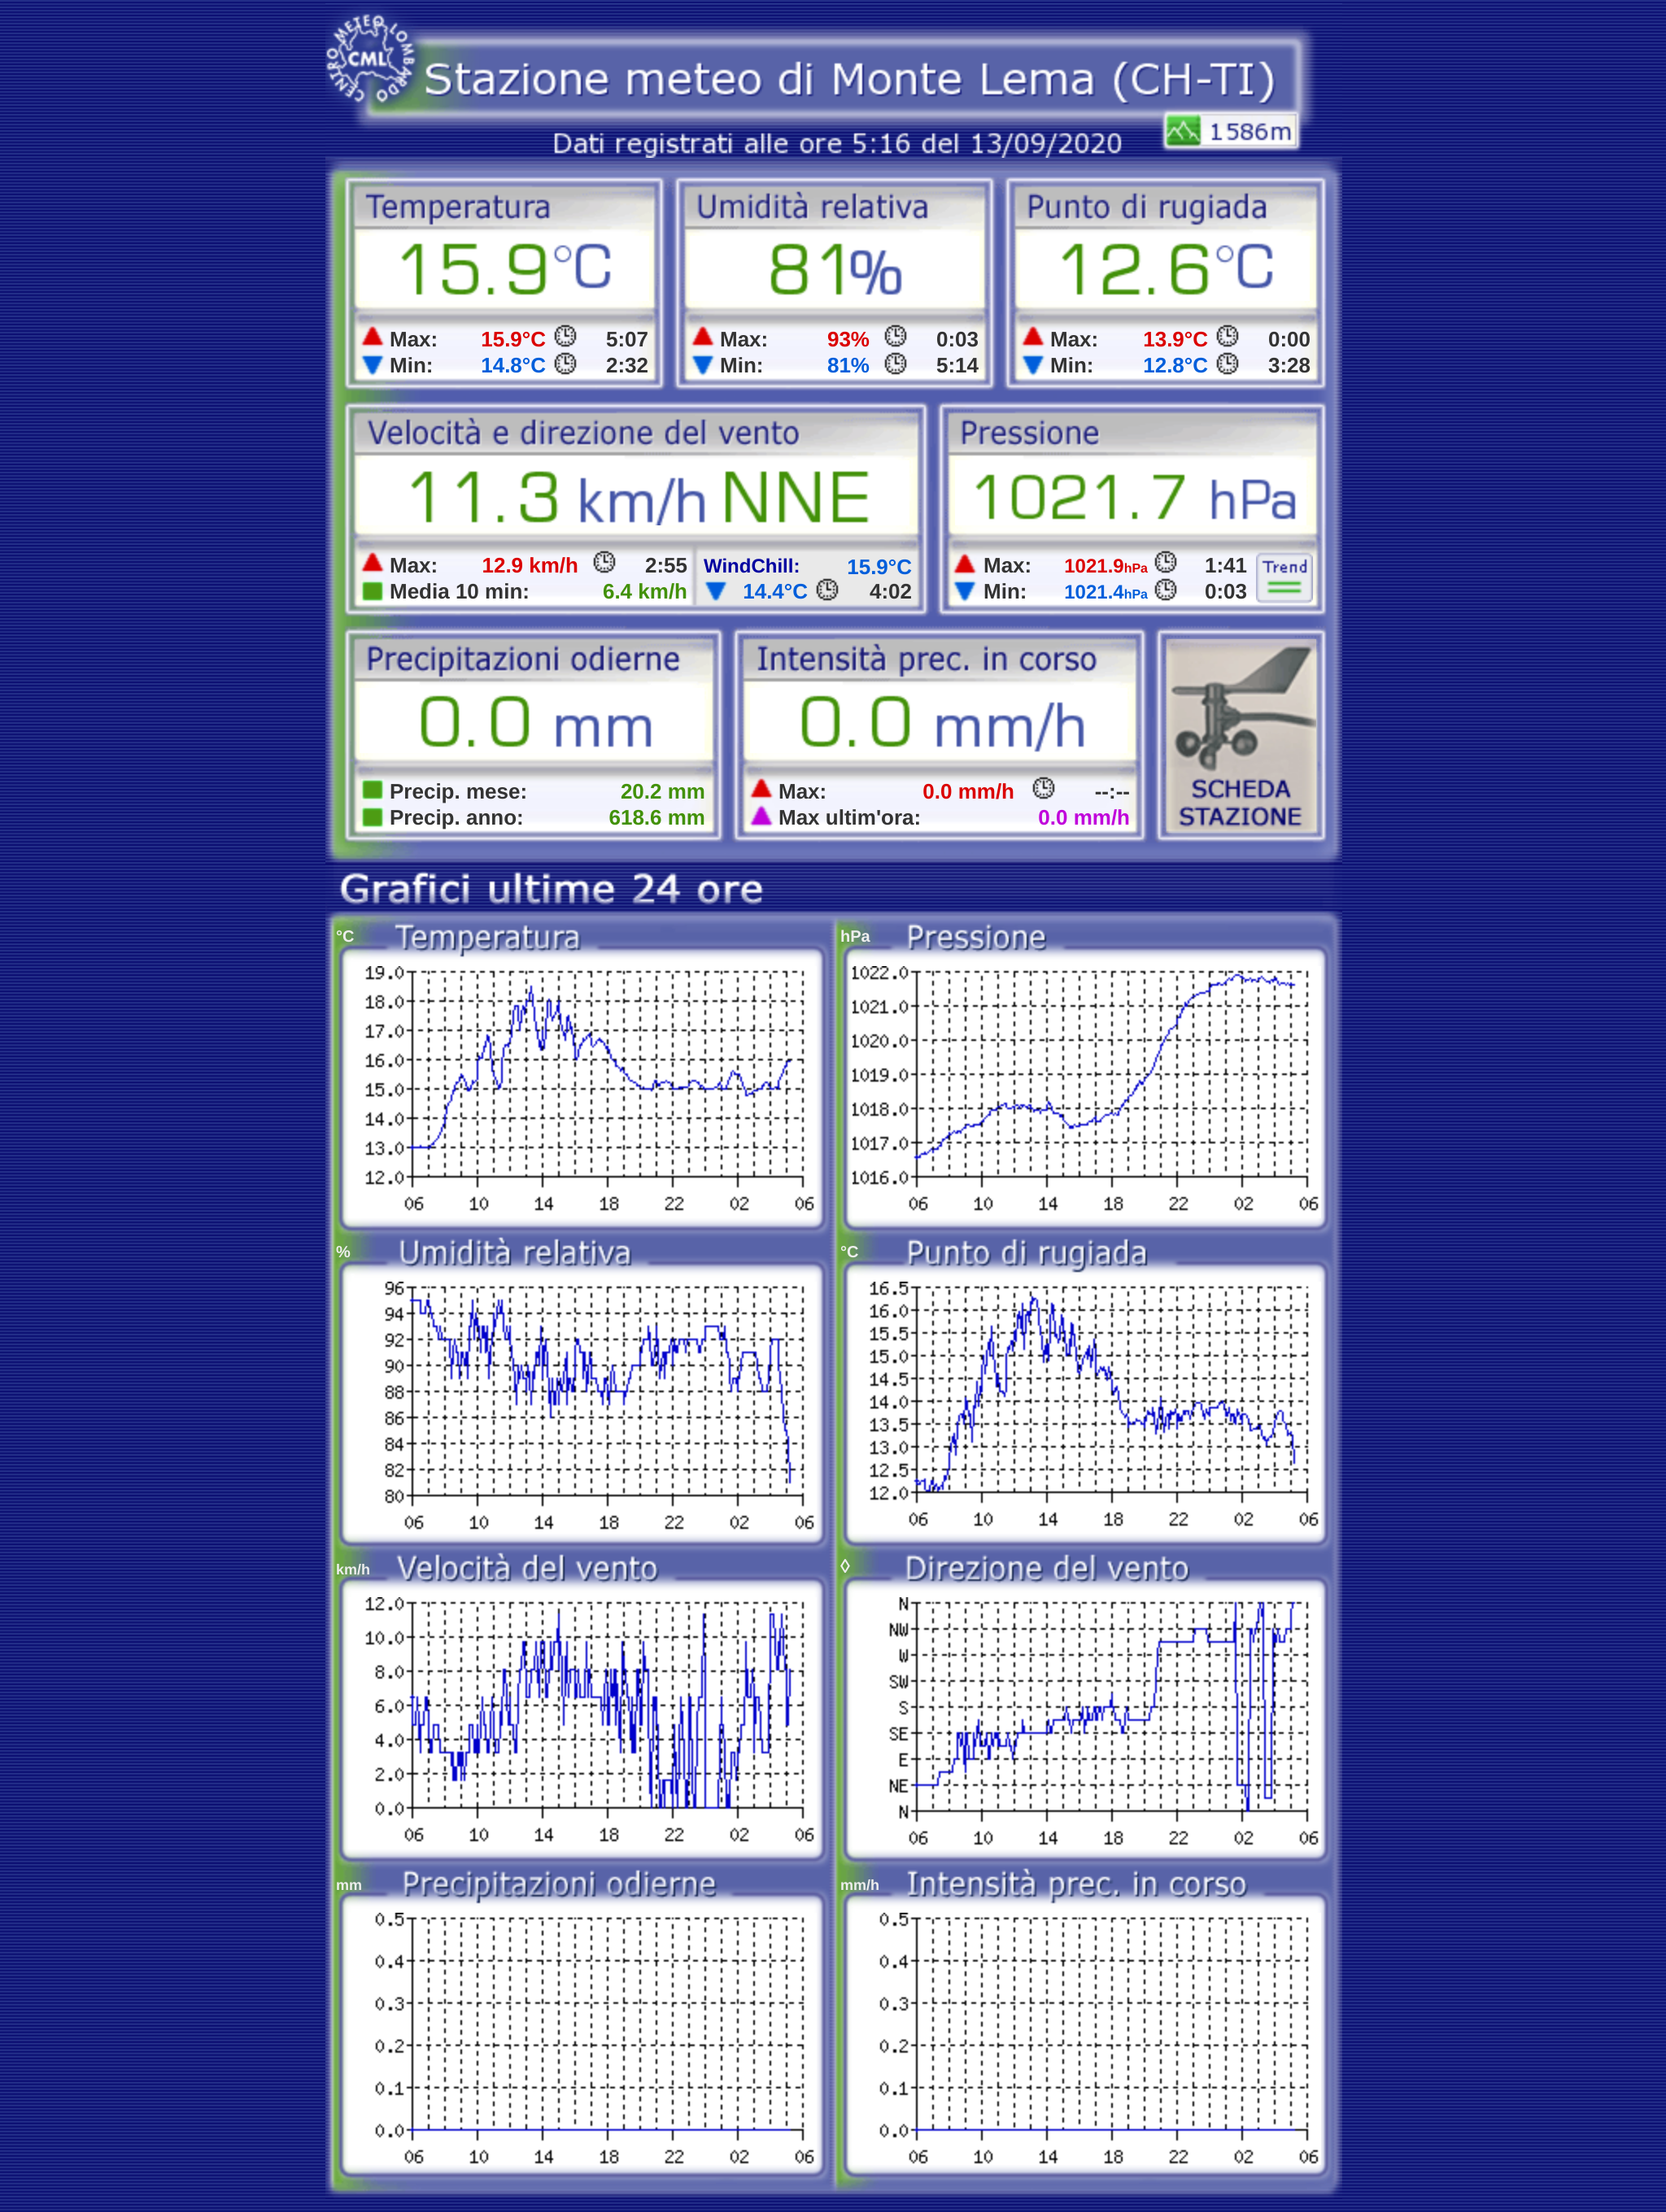 CENTRO METEO LOMBARDO
CML
Stazione meteo di Monte Lema (CH-TI)
Dati registrati alle ore 5:16 del 13/09/2020
1586m
Temperatura
15.9°C
Max: 15.9°C 5:07
Min: 14.8°C 2:32
Umidità relativa
81%
Max: 93% 0:03
Min: 81% 5:14
Punto di rugiada
12.6°C
Max: 13.9°C 0:00
Min: 12.8°C 3:28
Velocità e direzione del vento
11.3 km/h NNE
Max: 12.9 km/h 2:55
Media 10 min: 6.4 km/h
WindChill: 15.9°C
14.4°C 4:02
Pressione
1021.7 hPa
Max: 1021.9hPa 1:41
Min: 1021.4hPa 0:03
Trend
Precipitazioni odierne
0.0 mm
Precip. mese: 20.2 mm
Precip. anno: 618.6 mm
Intensità prec. in corso
0.0 mm/h
Max: 0.0 mm/h --:--
Max ultim'ora: 0.0 mm/h
SCHEDA
STAZIONE
Grafici ultime 24 ore
°C Temperatura
19.0
18.0
17.0
16.0
15.0
14.0
13.0
12.0
06 10 14 18 22 02 06
hPa Pressione
1022.0
1021.0
1020.0
1019.0
1018.0
1017.0
1016.0
06 10 14 18 22 02 06
% Umidità relativa
96
94
92
90
88
86
84
82
80
06 10 14 18 22 02 06
°C Punto di rugiada
16.5
16.0
15.5
15.0
14.5
14.0
13.5
13.0
12.5
12.0
06 10 14 18 22 02 06
km/h Velocità del vento
12.0
10.0
8.0
6.0
4.0
2.0
0.0
06 10 14 18 22 02 06
◊ Direzione del vento
N
NW
W
SW
S
SE
E
NE
N
06 10 14 18 22 02 06
mm Precipitazioni odierne
0.5
0.4
0.3
0.2
0.1
0.0
06 10 14 18 22 02 06
mm/h Intensità prec. in corso
0.5
0.4
0.3
0.2
0.1
0.0
06 10 14 18 22 02 06